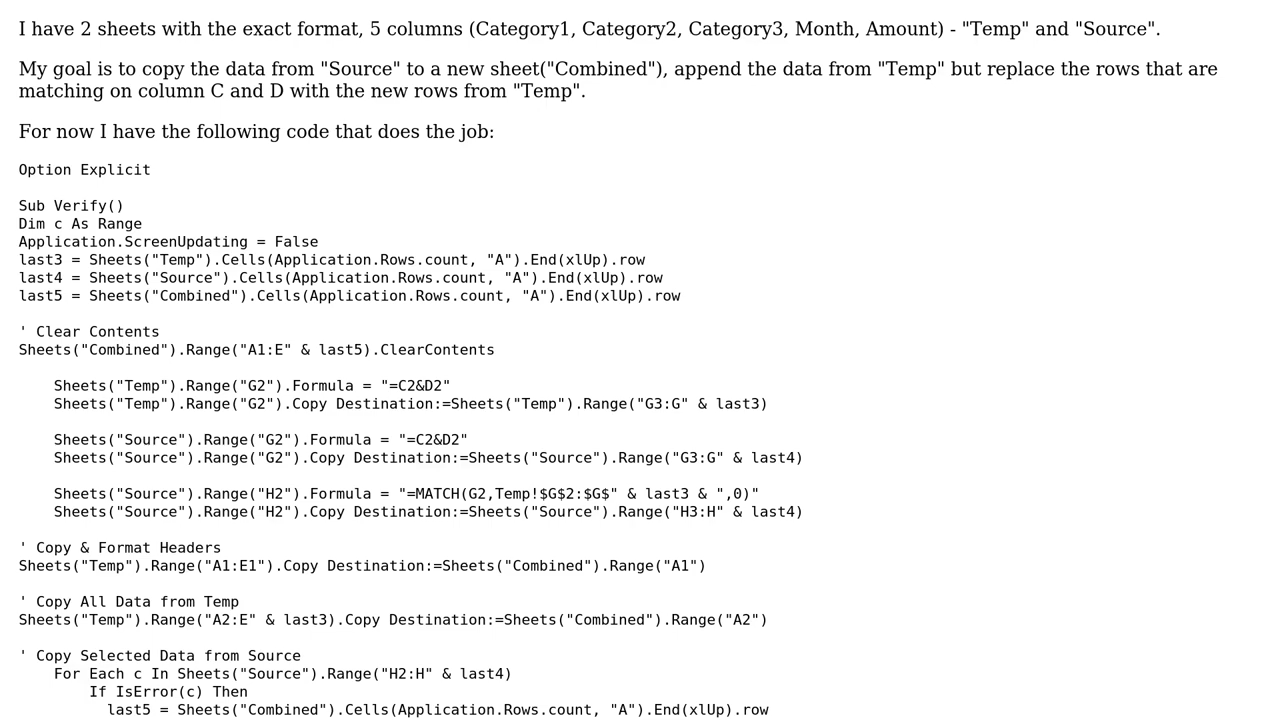 I have 2 sheets with the exact format, 5 columns (Category1, Category2, Category3, Month, Amount) - "Temp" and "Source".
My goal is to copy the data from "Source" to a new sheet("Combined"), append the data from "Temp" but replace the rows that are
matching on column C and D with the new rows from "Temp".
For now I have the following code that does the job:
Option Explicit
Sub Verify()
Dim c As Range
Application.ScreenUpdating = False
last3 = Sheets("Temp").Cells(Application.Rows.count, "A").End(xlUp).row
last4 = Sheets("Source").Cells(Application.Rows.count, "A").End(xlUp).row
last5 = Sheets("Combined").Cells(Application.Rows.count, "A").End(xlUp).row
' Clear Contents
Sheets("Combined").Range("A1:E" & last5).ClearContents
    Sheets("Temp").Range("G2").Formula = "=C2&D2"
    Sheets("Temp").Range("G2").Copy Destination:=Sheets("Temp").Range("G3:G" & last3)
    Sheets("Source").Range("G2").Formula = "=C2&D2"
    Sheets("Source").Range("G2").Copy Destination:=Sheets("Source").Range("G3:G" & last4)
    Sheets("Source").Range("H2").Formula = "=MATCH(G2,Temp!$G$2:$G$" & last3 & ",0)"
    Sheets("Source").Range("H2").Copy Destination:=Sheets("Source").Range("H3:H" & last4)
' Copy & Format Headers
Sheets("Temp").Range("A1:E1").Copy Destination:=Sheets("Combined").Range("A1")
' Copy All Data from Temp
Sheets("Temp").Range("A2:E" & last3).Copy Destination:=Sheets("Combined").Range("A2")
' Copy Selected Data from Source
    For Each c In Sheets("Source").Range("H2:H" & last4)
        If IsError(c) Then
          last5 = Sheets("Combined").Cells(Application.Rows.count, "A").End(xlUp).row